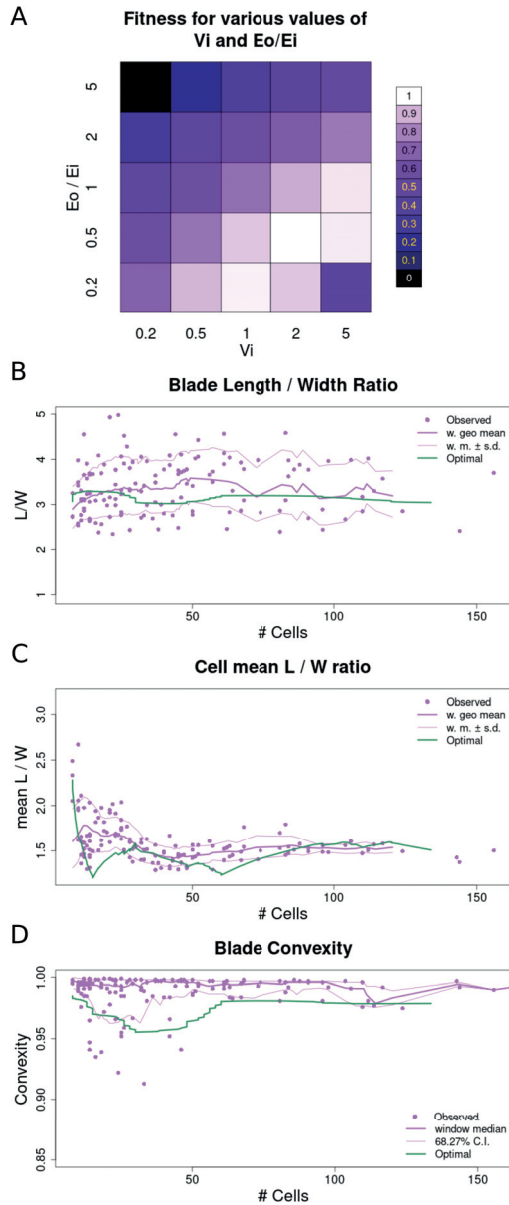 A
Fitness for various values of
Vi and Eo/Ei
Eo / Ei
5
2
1
0.5
0.2
0.2 0.5 1 2 5
Vi
1
0.9
0.8
0.7
0.6
0.5
0.4
0.3
0.2
0.1
0
B
Blade Length / Width Ratio
L/W
5
4
3
2
1
Observed
w. geo mean
w. m. ± s.d.
Optimal
50 100 150
# Cells
C
Cell mean L / W ratio
mean L / W
3.0
2.5
2.0
1.5
Observed
w. geo mean
w. m. ± s.d.
Optimal
50 100 150
# Cells
D
Blade Convexity
Convexity
1.00
0.95
0.90
0.85
Observed
window median
68.27% C.I.
Optimal
50 100 150
# Cells